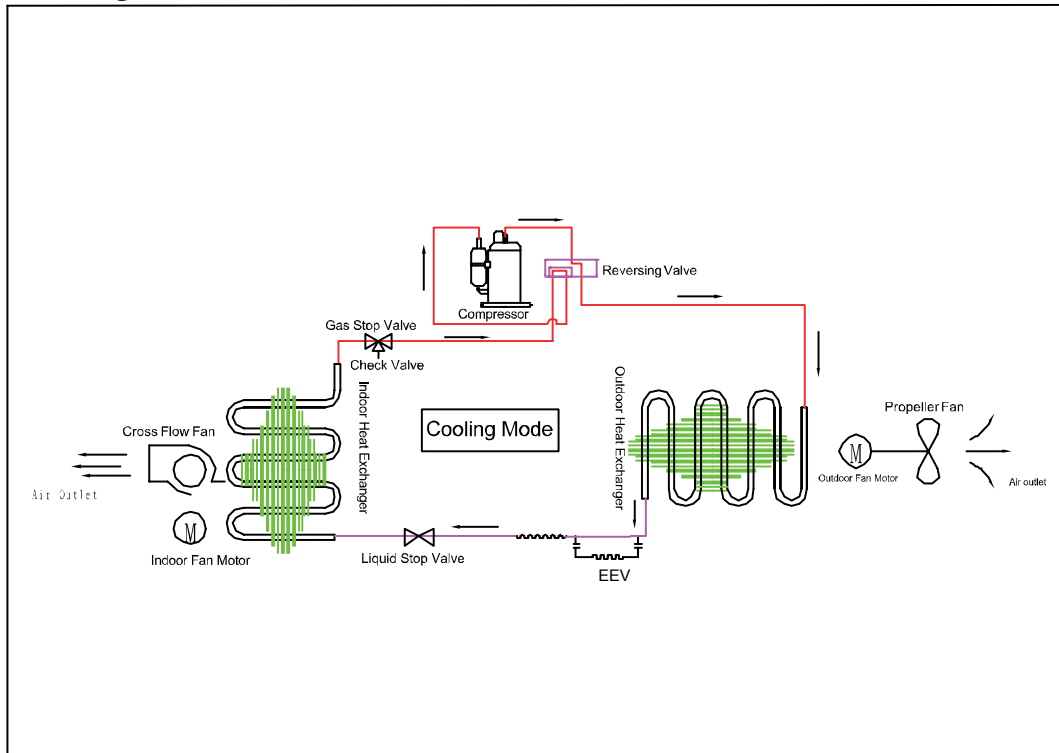 Reversing Valve
Compressor
Gas Stop Valve
Check Valve
Indoor Heat Exchanger
Outdoor Heat Exchanger
Cooling Mode
Propeller Fan
Cross Flow Fan
M
Outdoor Fan Motor
Air outlet
Air Outlet
M
Indoor Fan Motor
Liquid Stop Valve
EEV